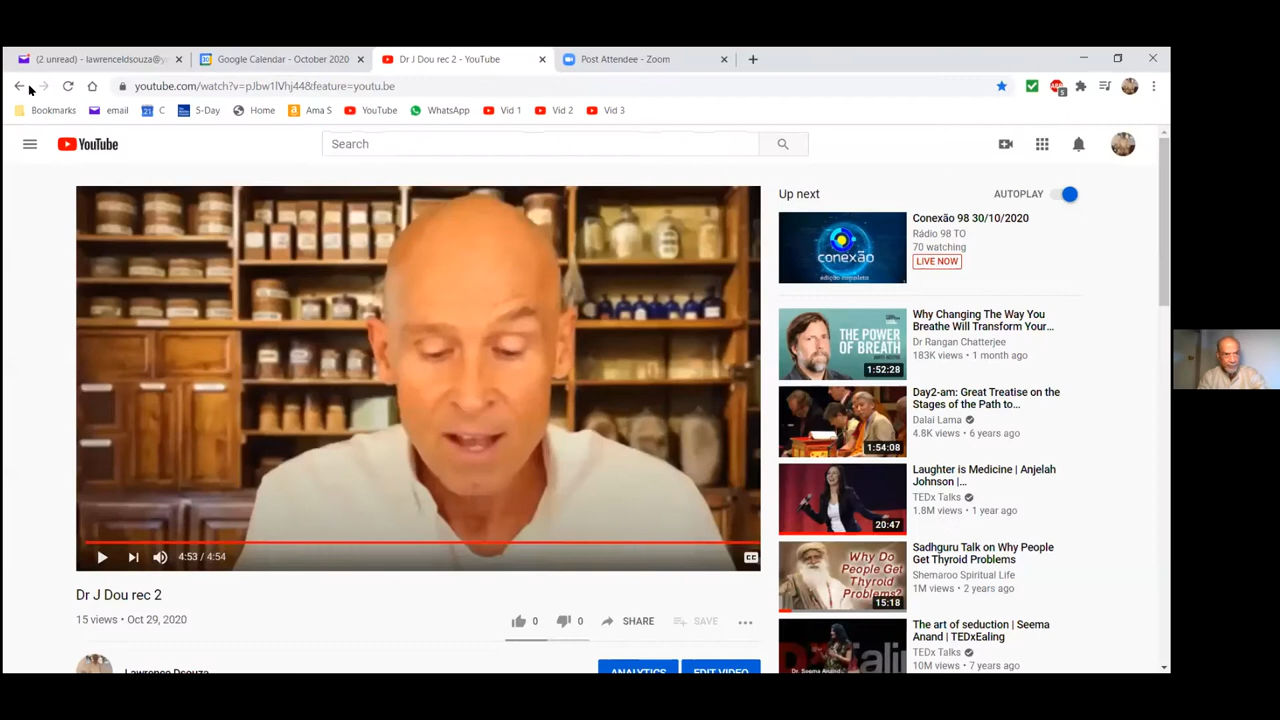 (2 unread) - lawrenceldsouza@y
Google Calendar - October 2020
Dr J Dou rec 2 - YouTube
Post Attendee - Zoom
youtube.com/watch?v=pJbw1lVhj44&feature=youtu.be
Bookmarks
email
C
5-Day
Home
Ama S
YouTube
WhatsApp
Vid 1
Vid 2
Vid 3
YouTube
Search
Up next
AUTOPLAY
conexão
edição completa
Conexão 98 30/10/2020
Rádio 98 TO
70 watching
LIVE NOW
THE POWER
OF BREATH
1:52:28
Why Changing The Way You
Breathe Will Transform Your...
Dr Rangan Chatterjee
183K views • 1 month ago
1:54:08
Day2-am: Great Treatise on the
Stages of the Path to...
Dalai Lama
4.8K views • 6 years ago
20:47
Laughter is Medicine | Anjelah
Johnson |...
TEDx Talks
1.8M views • 1 year ago
Why Do
People Get
Thyroid
Problems?
15:18
Sadhguru Talk on Why People
Get Thyroid Problems
Shemaroo Spiritual Life
1M views • 2 years ago
Dr. Seema Anand
The art of seduction | Seema
Anand | TEDxEaling
TEDx Talks
10M views • 7 years ago
4:53 / 4:54
CC
Dr J Dou rec 2
15 views • Oct 29, 2020
0
0
SHARE
SAVE
Lawrence Dsouza
ANALYTICS
EDIT VIDEO